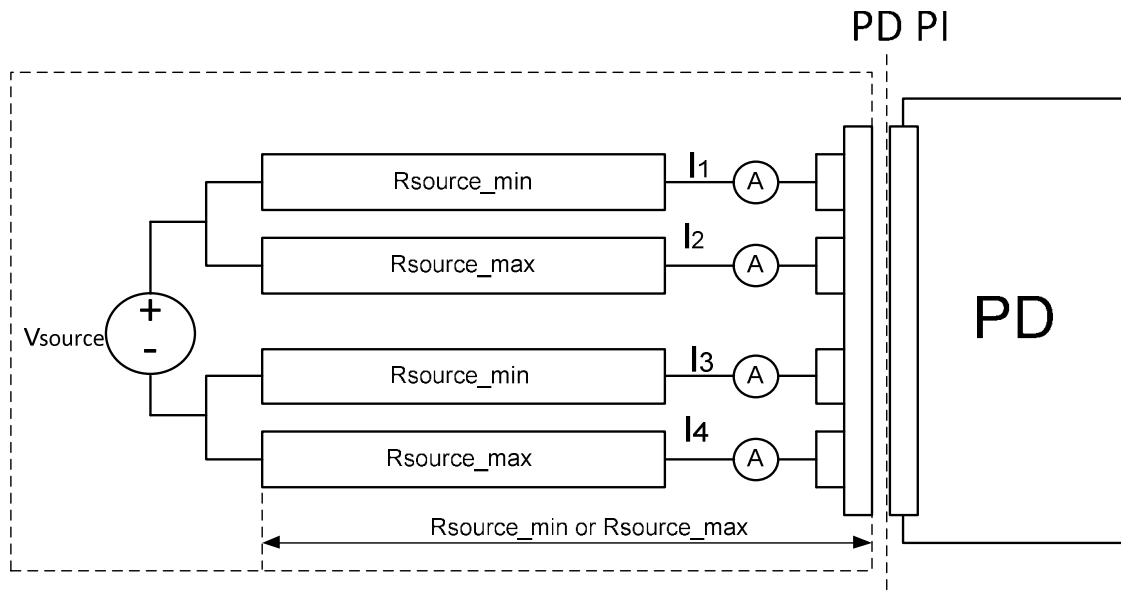 PD PI
Rsource_min
I1
A
Rsource_max
I2
A
+
-
Vsource
Rsource_min
I3
A
Rsource_max
I4
A
PD
Rsource_min or Rsource_max